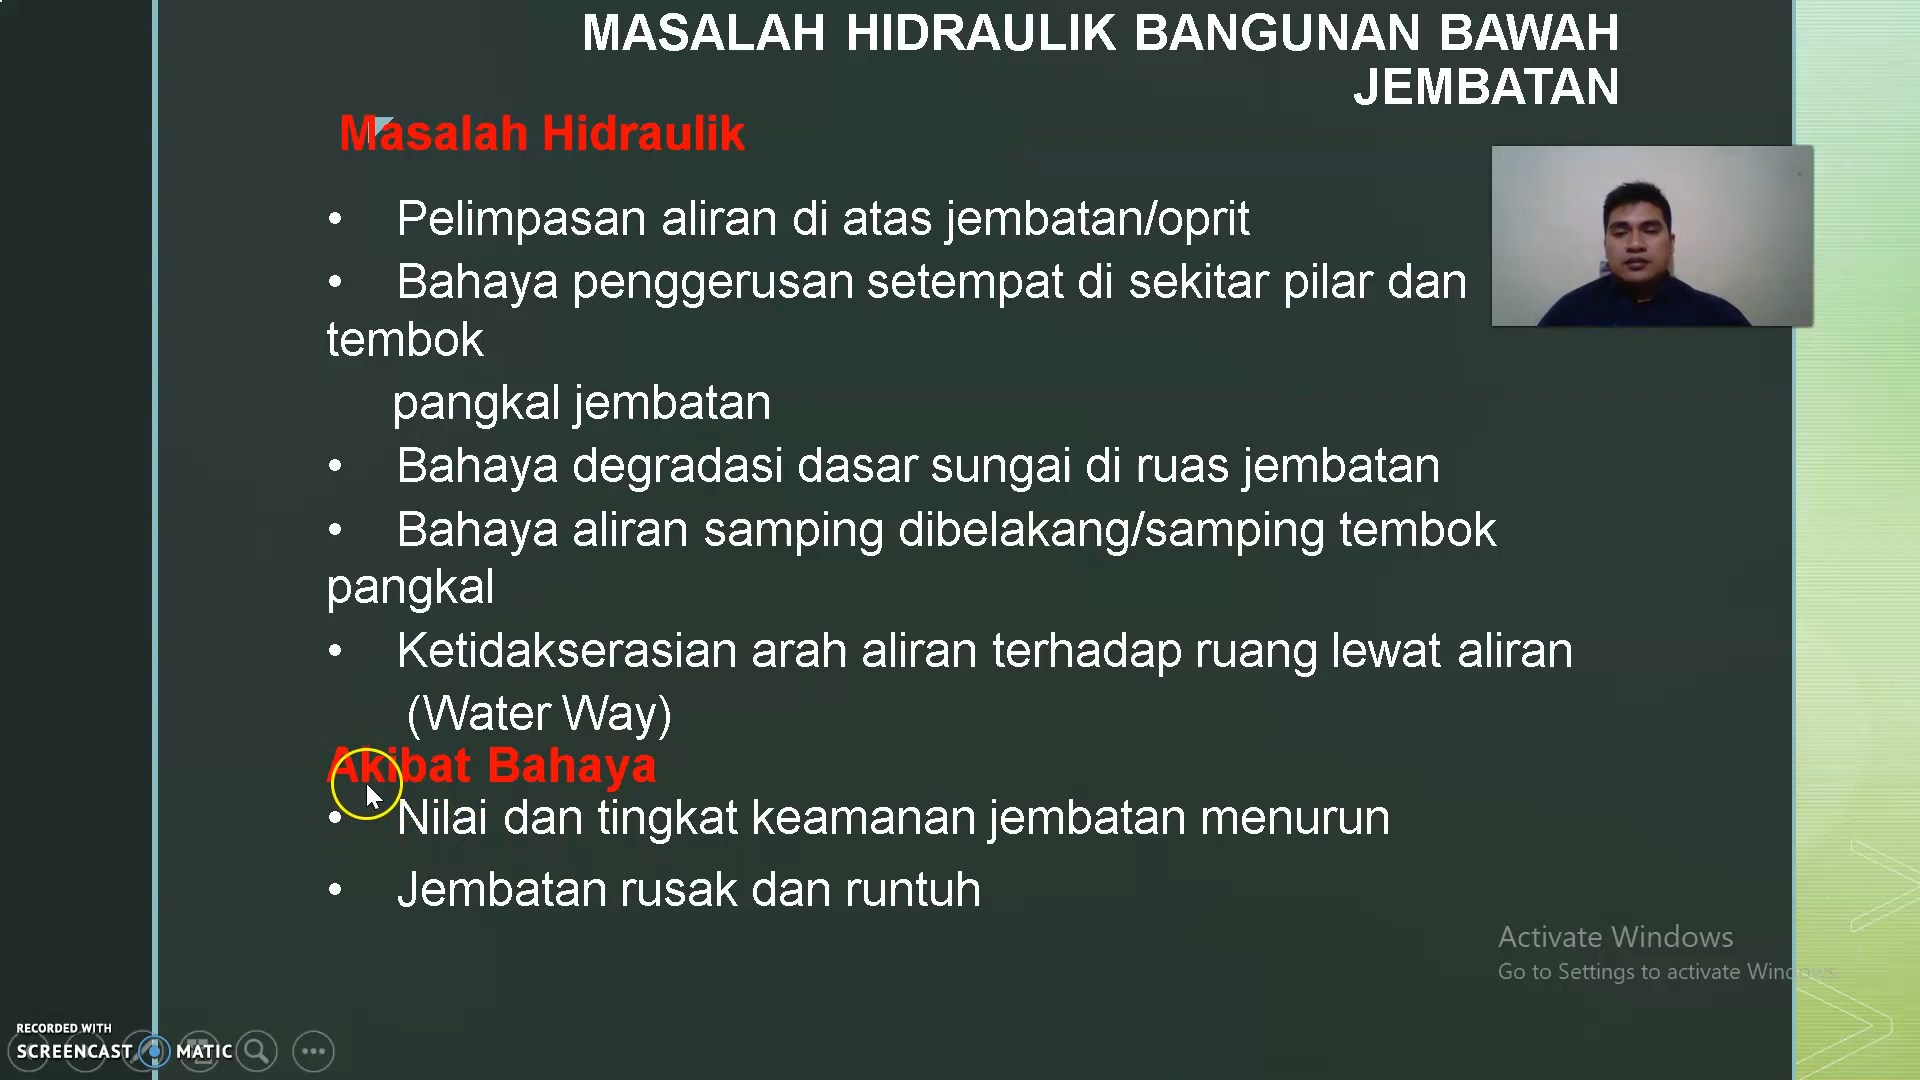 MASALAH HIDRAULIK BANGUNAN BAWAH
JEMBATAN
Masalah Hidraulik
• Pelimpasan aliran di atas jembatan/oprit
• Bahaya penggerusan setempat di sekitar pilar dan
tembok
pangkal jembatan
• Bahaya degradasi dasar sungai di ruas jembatan
• Bahaya aliran samping dibelakang/samping tembok
pangkal
• Ketidakserasian arah aliran terhadap ruang lewat aliran
(Water Way)
Akibat Bahaya
• Nilai dan tingkat keamanan jembatan menurun
• Jembatan rusak dan runtuh
Activate Windows
Go to Settings to activate Windows.
RECORDED WITH
SCREENCAST MATIC